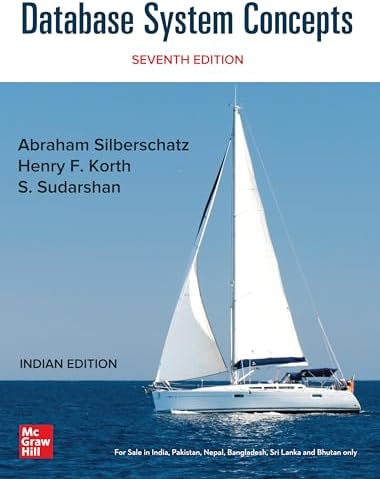 Database System Concepts
SEVENTH EDITION
Abraham Silberschatz
Henry F. Korth
S. Sudarshan
INDIAN EDITION
Mc
Graw
Hill
For Sale in India, Pakistan, Nepal, Bangladesh, Sri Lanka and Bhutan only